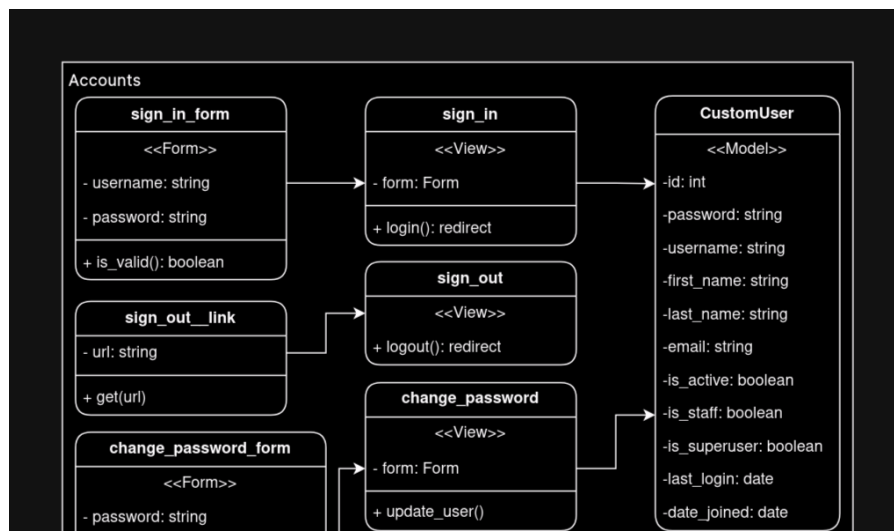 Accounts
sign_in_form
<<Form>>
- username: string
- password: string
+ is_valid(): boolean
sign_in
<<View>>
- form: Form
+ login(): redirect
CustomUser
<<Model>>
-id: int
-password: string
-username: string
-first_name: string
-last_name: string
-email: string
-is_active: boolean
-is_staff: boolean
-is_superuser: boolean
-last_login: date
-date_joined: date
sign_out__link
- url: string
+ get(url)
sign_out
<<View>>
+ logout(): redirect
change_password_form
<<Form>>
- password: string
change_password
<<View>>
- form: Form
+ update_user()